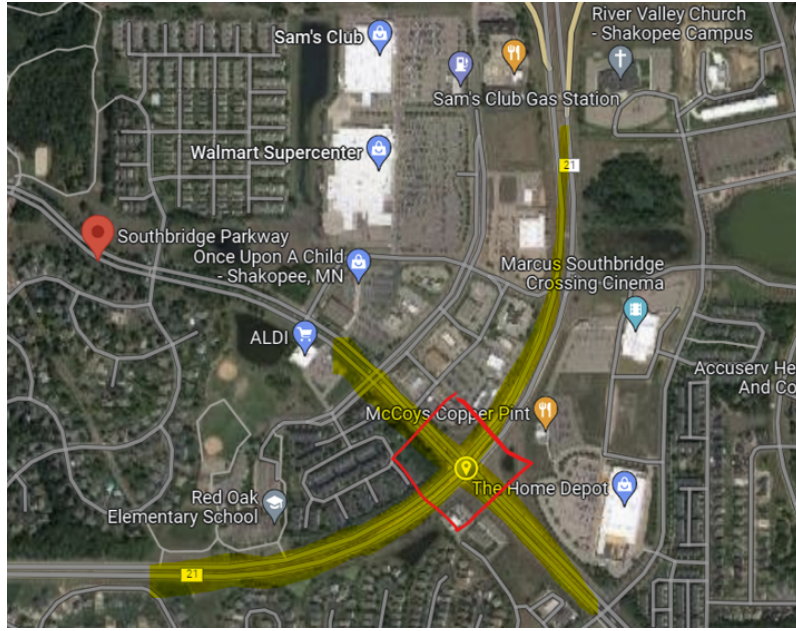 Sam's Club
River Valley Church
- Shakopee Campus
Sam's Club Gas Station
Walmart Supercenter
21
Southbridge Parkway
Once Upon A Child
- Shakopee, MN
Marcus Southbridge
Crossing Cinema
ALDI
Accuserv He
And Co
McCoys Copper Pint
The Home Depot
Red Oak
Elementary School
21